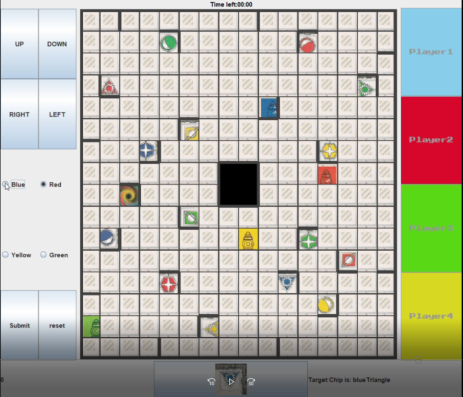 Time left:00:00
UP
DOWN
Player1
RIGHT
LEFT
Player2
Blue
Red
Player3
Yellow
Green
Player4
Submit
reset
0
Target Chip is: blueTriangle